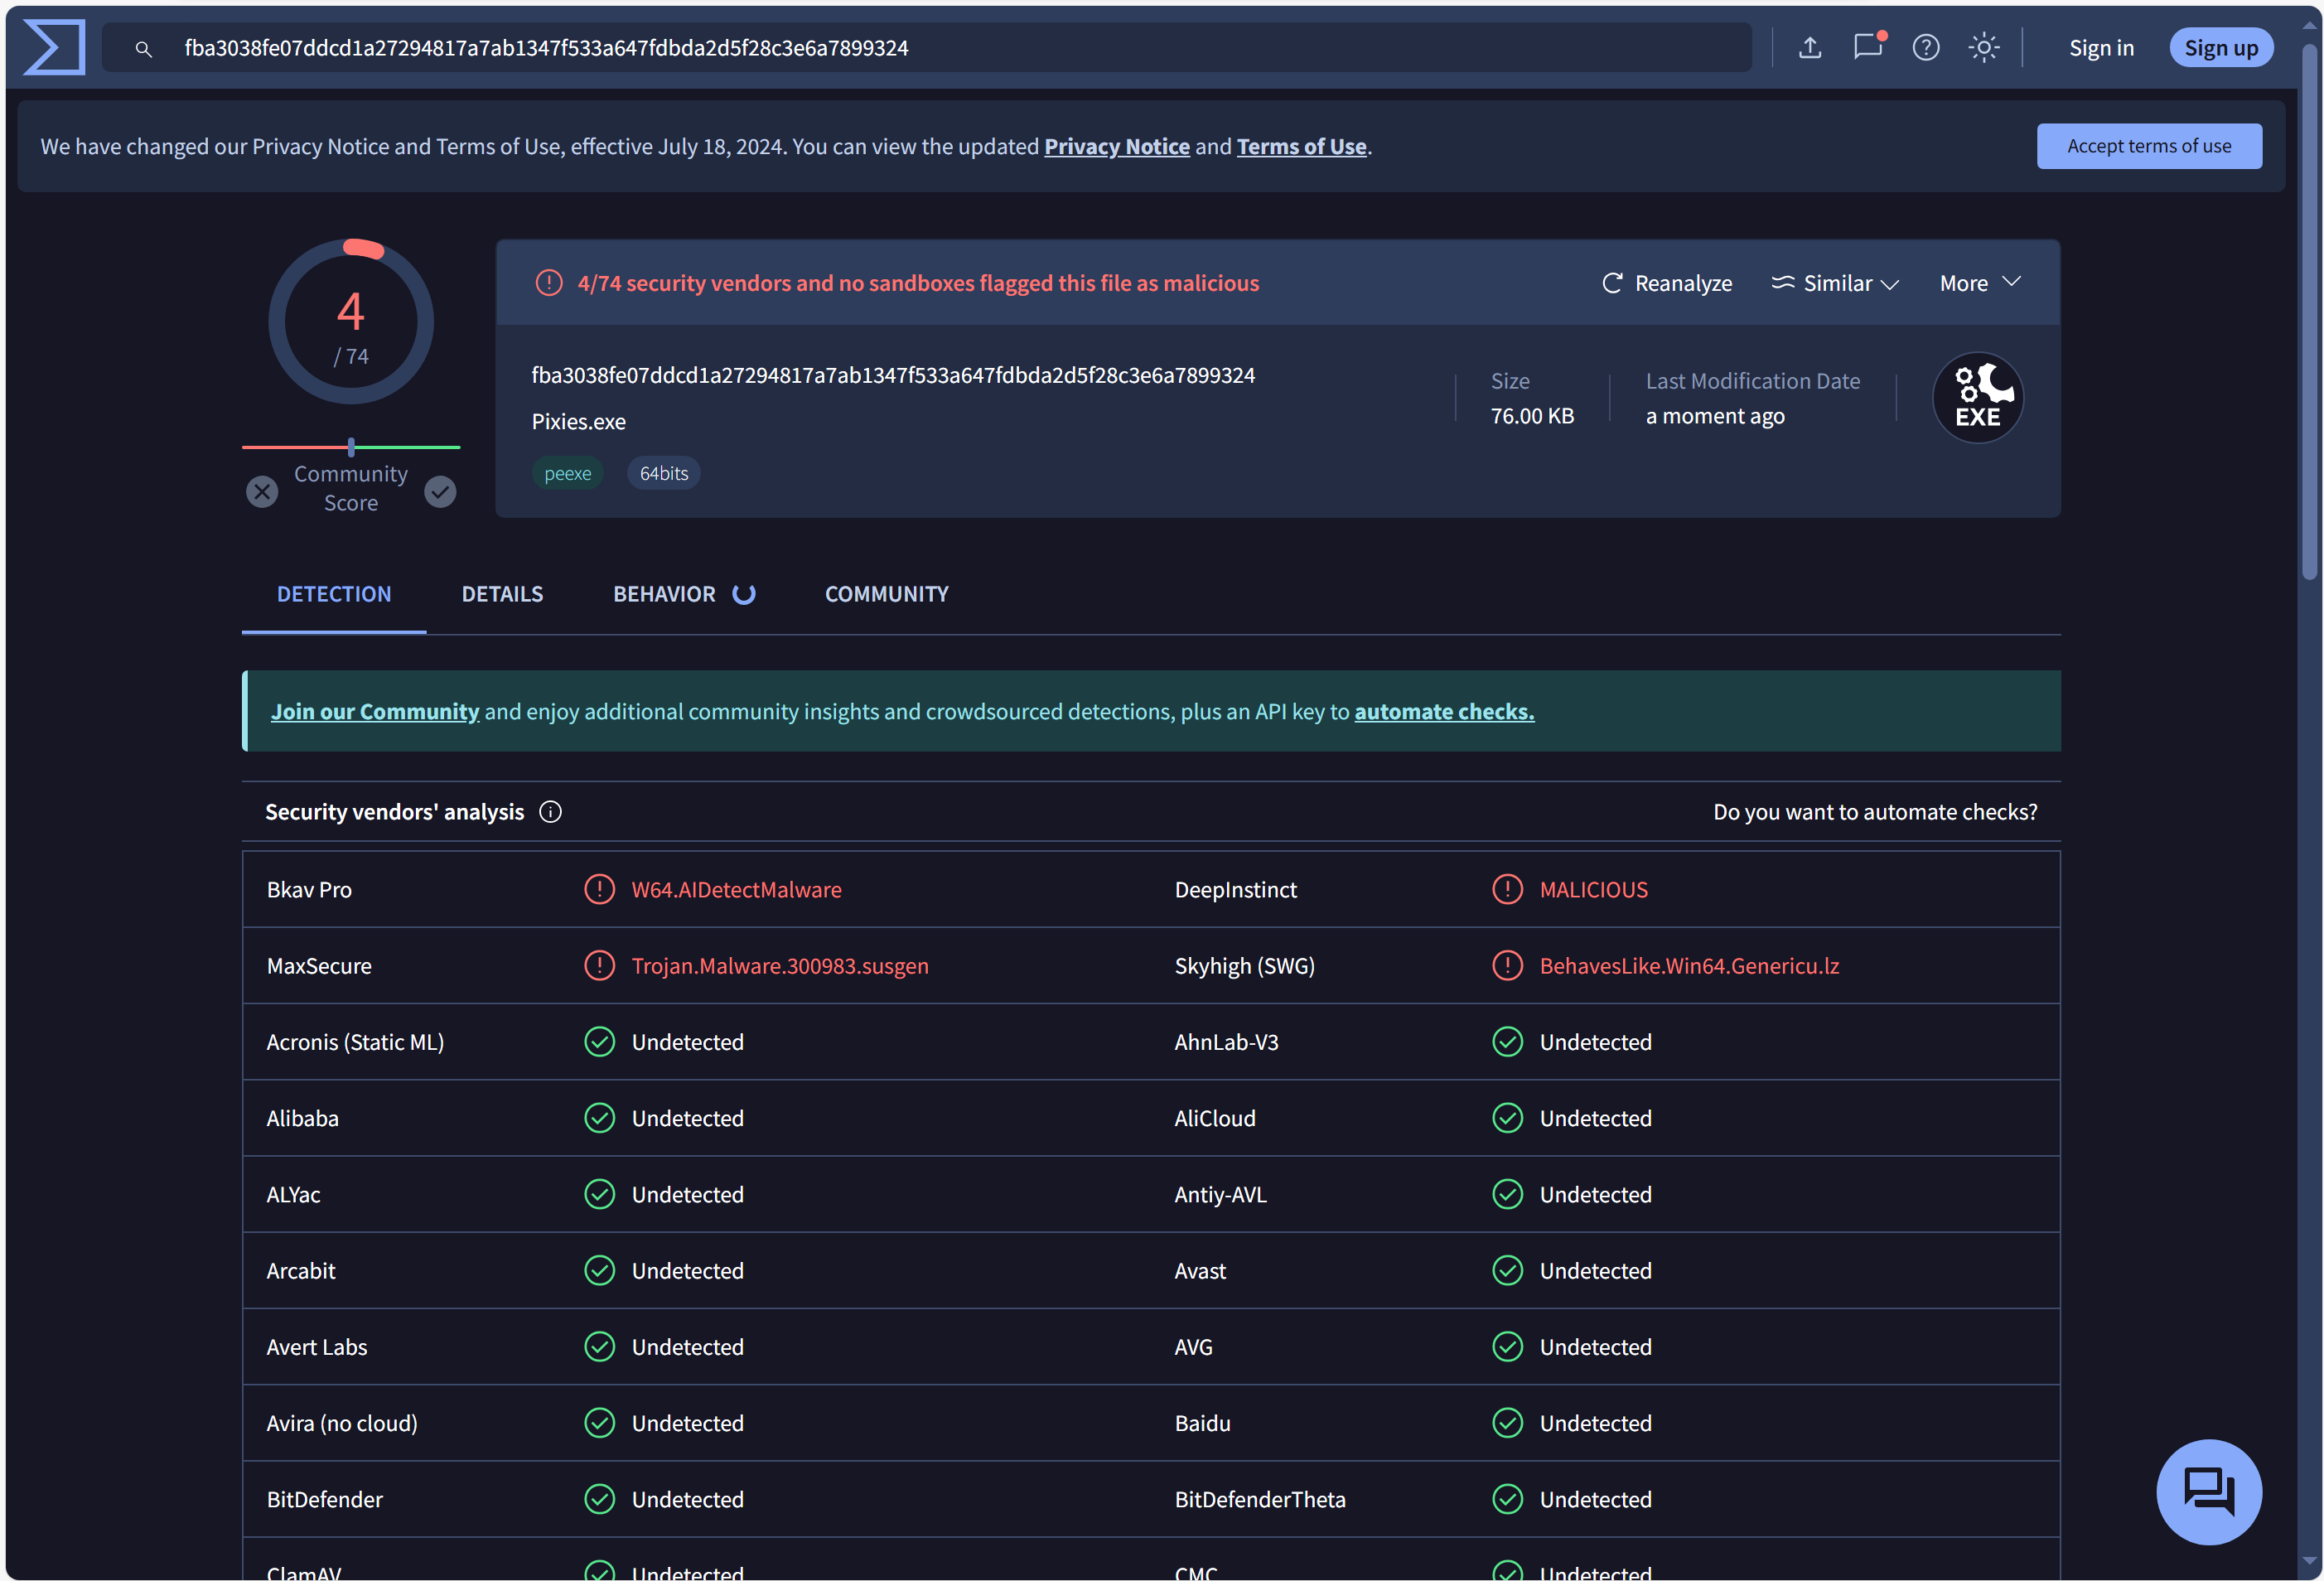 fba3038fe07ddcd1a27294817a7ab1347f533a647fdbda2d5f28c3e6a7899324
Sign in
Sign up
We have changed our Privacy Notice and Terms of Use, effective July 18, 2024. You can view the updated Privacy Notice and Terms of Use.
Accept terms of use
4
/ 74
Community
Score
4/74 security vendors and no sandboxes flagged this file as malicious
Reanalyze
Similar
More
fba3038fe07ddcd1a27294817a7ab1347f533a647fdbda2d5f28c3e6a7899324
Pixies.exe
peexe
64bits
Size
76.00 KB
Last Modification Date
a moment ago
EXE
DETECTION
DETAILS
BEHAVIOR
COMMUNITY
Join our Community and enjoy additional community insights and crowdsourced detections, plus an API key to automate checks.
Security vendors' analysis
Do you want to automate checks?
Bkav Pro
W64.AIDetectMalware
DeepInstinct
MALICIOUS
MaxSecure
Trojan.Malware.300983.susgen
Skyhigh (SWG)
BehavesLike.Win64.Genericu.lz
Acronis (Static ML)
Undetected
AhnLab-V3
Undetected
Alibaba
Undetected
AliCloud
Undetected
ALYac
Undetected
Antiy-AVL
Undetected
Arcabit
Undetected
Avast
Undetected
Avert Labs
Undetected
AVG
Undetected
Avira (no cloud)
Undetected
Baidu
Undetected
BitDefender
Undetected
BitDefenderTheta
Undetected
ClamAV
Undetected
CMC
Undetected